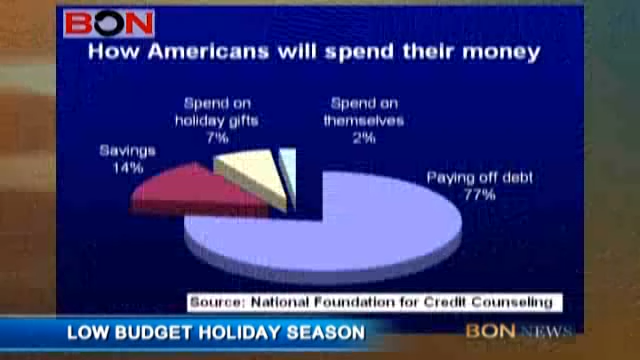 BON
How Americans will spend their money
Spend on
holiday gifts
7%
Spend on
themselves
2%
Savings
14%
Paying off debt
77%
Source: National Foundation for Credit Counseling
LOW BUDGET HOLIDAY SEASON
BON NEWS